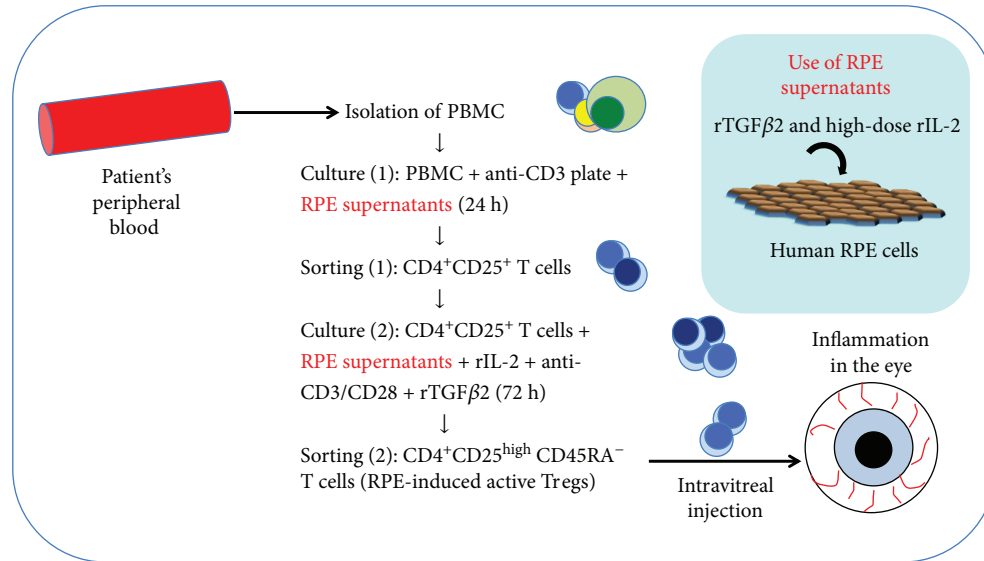 Patient's
peripheral
blood
Isolation of PBMC
↓
Culture (1): PBMC + anti-CD3 plate +
RPE supernatants (24 h)
↓
Sorting (1): CD4⁺CD25⁺ T cells
↓
Culture (2): CD4⁺CD25⁺ T cells +
RPE supernatants + rIL-2 + anti-
CD3/CD28 + rTGFβ2 (72 h)
↓
Sorting (2): CD4⁺CD25ʰⁱᵍʰ CD45RA⁻
T cells (RPE-induced active Tregs)
Use of RPE
supernatants
rTGFβ2 and high-dose rIL-2
Human RPE cells
Intravitreal
injection
Inflammation
in the eye